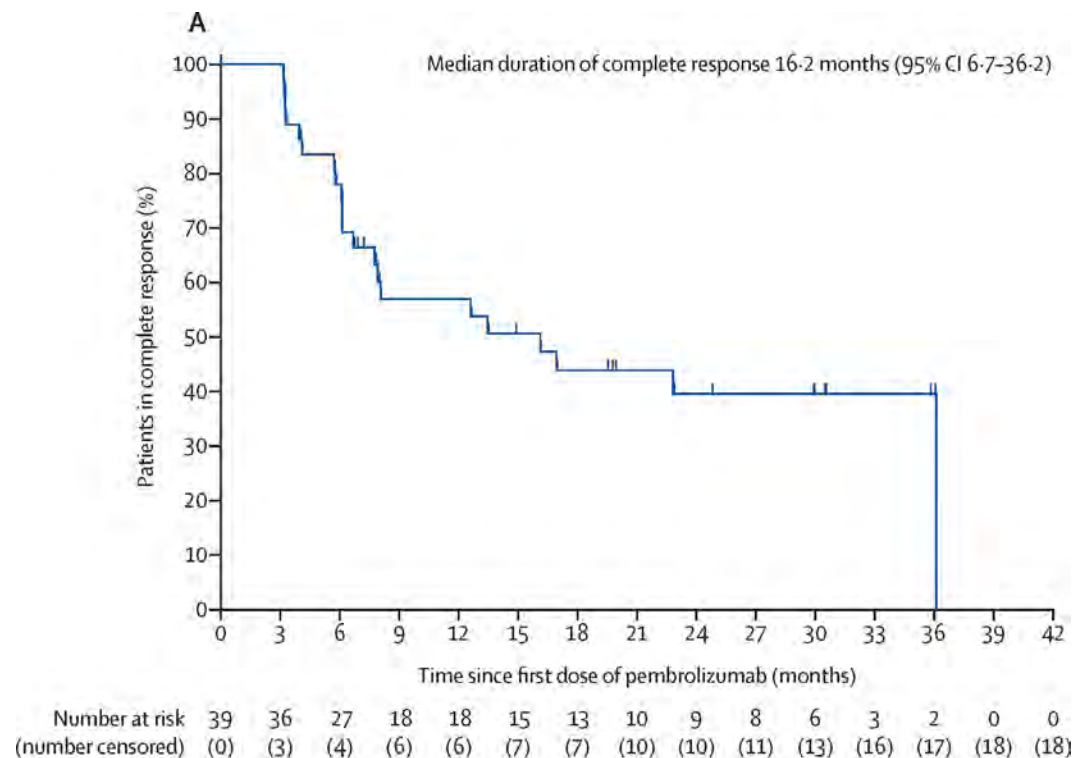 A
Median duration of complete response 16·2 months (95% CI 6·7–36·2)
100
90
80
70
60
50
40
30
20
10
0
Patients in complete response (%)
0 3 6 9 12 15 18 21 24 27 30 33 36 39 42
Time since first dose of pembrolizumab (months)
Number at risk 39 36 27 18 18 15 13 10 9 8 6 3 2 0 0
(number censored) (0) (3) (4) (6) (6) (7) (7) (10) (10) (11) (13) (16) (17) (18) (18)